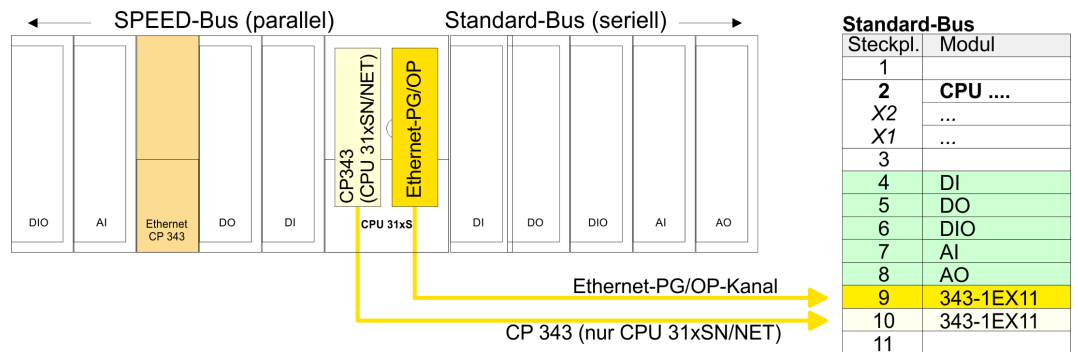 SPEED-Bus (parallel)
Standard-Bus (seriell)
CP343
(CPU 31xSN/NET)
Ethernet-PG/OP
DIO
AI
Ethernet
CP 343
DO
DI
CPU 31xS
DI
DO
DIO
AI
AO
Ethernet-PG/OP-Kanal
CP 343 (nur CPU 31xSN/NET)
Standard-Bus
Steckpl. Modul
1
2 CPU ....
X2 ...
X1 ...
3
4 DI
5 DO
6 DIO
7 AI
8 AO
9 343-1EX11
10 343-1EX11
11